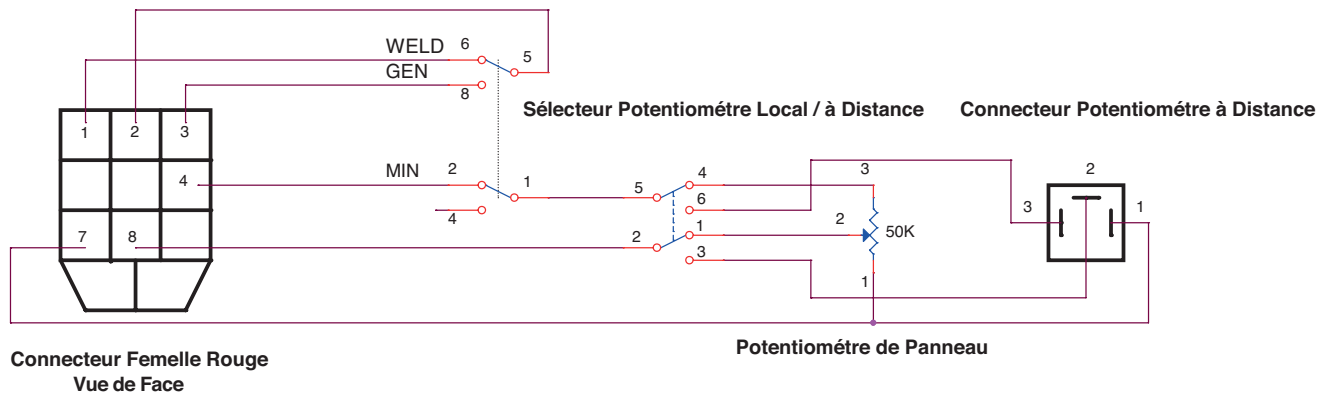 WELD 6 5
GEN 8
Sélecteur Potentiométre Local / à Distance
Connecteur Potentiométre à Distance
1 2 3
4 MIN 2 1 5 4 3 2
4 6 3 1
7 8 2 1 2 50K
3
1
Potentiométre de Panneau
Connecteur Femelle Rouge
Vue de Face